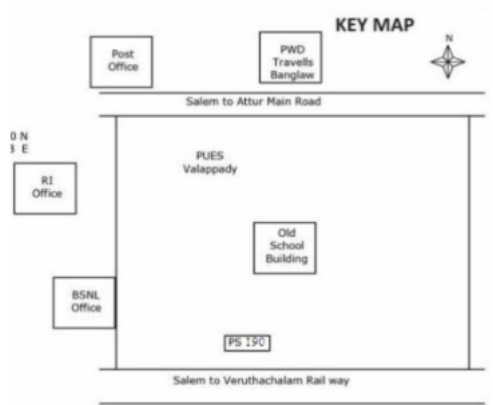 KEY MAP
N
Post
Office
PWD
Travells
Banglaw
Salem to Attur Main Road
0 N
E
PUES
Valappady
RI
Office
Old
School
Building
BSNL
Office
PS 190
Salem to Veruthachalam Rail way